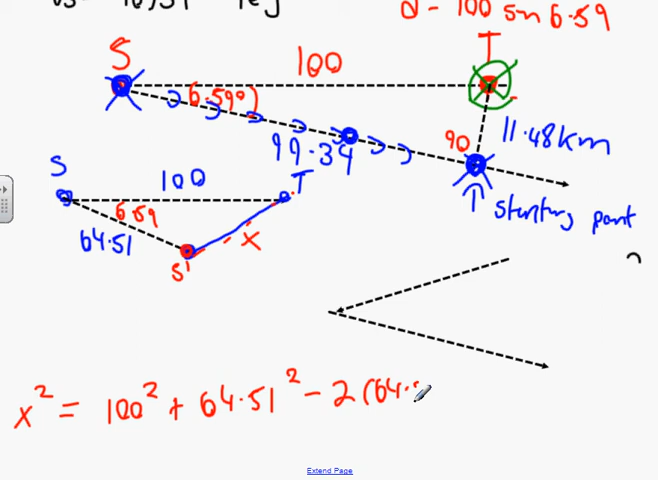 d = 100 sin 6.59
S 100 T
6.59°
99.34
90
11.48km
starting point
S 100 T
6.59
64.51
x
S'
x² = 100² + 64.51² - 2(64.
Extend Page